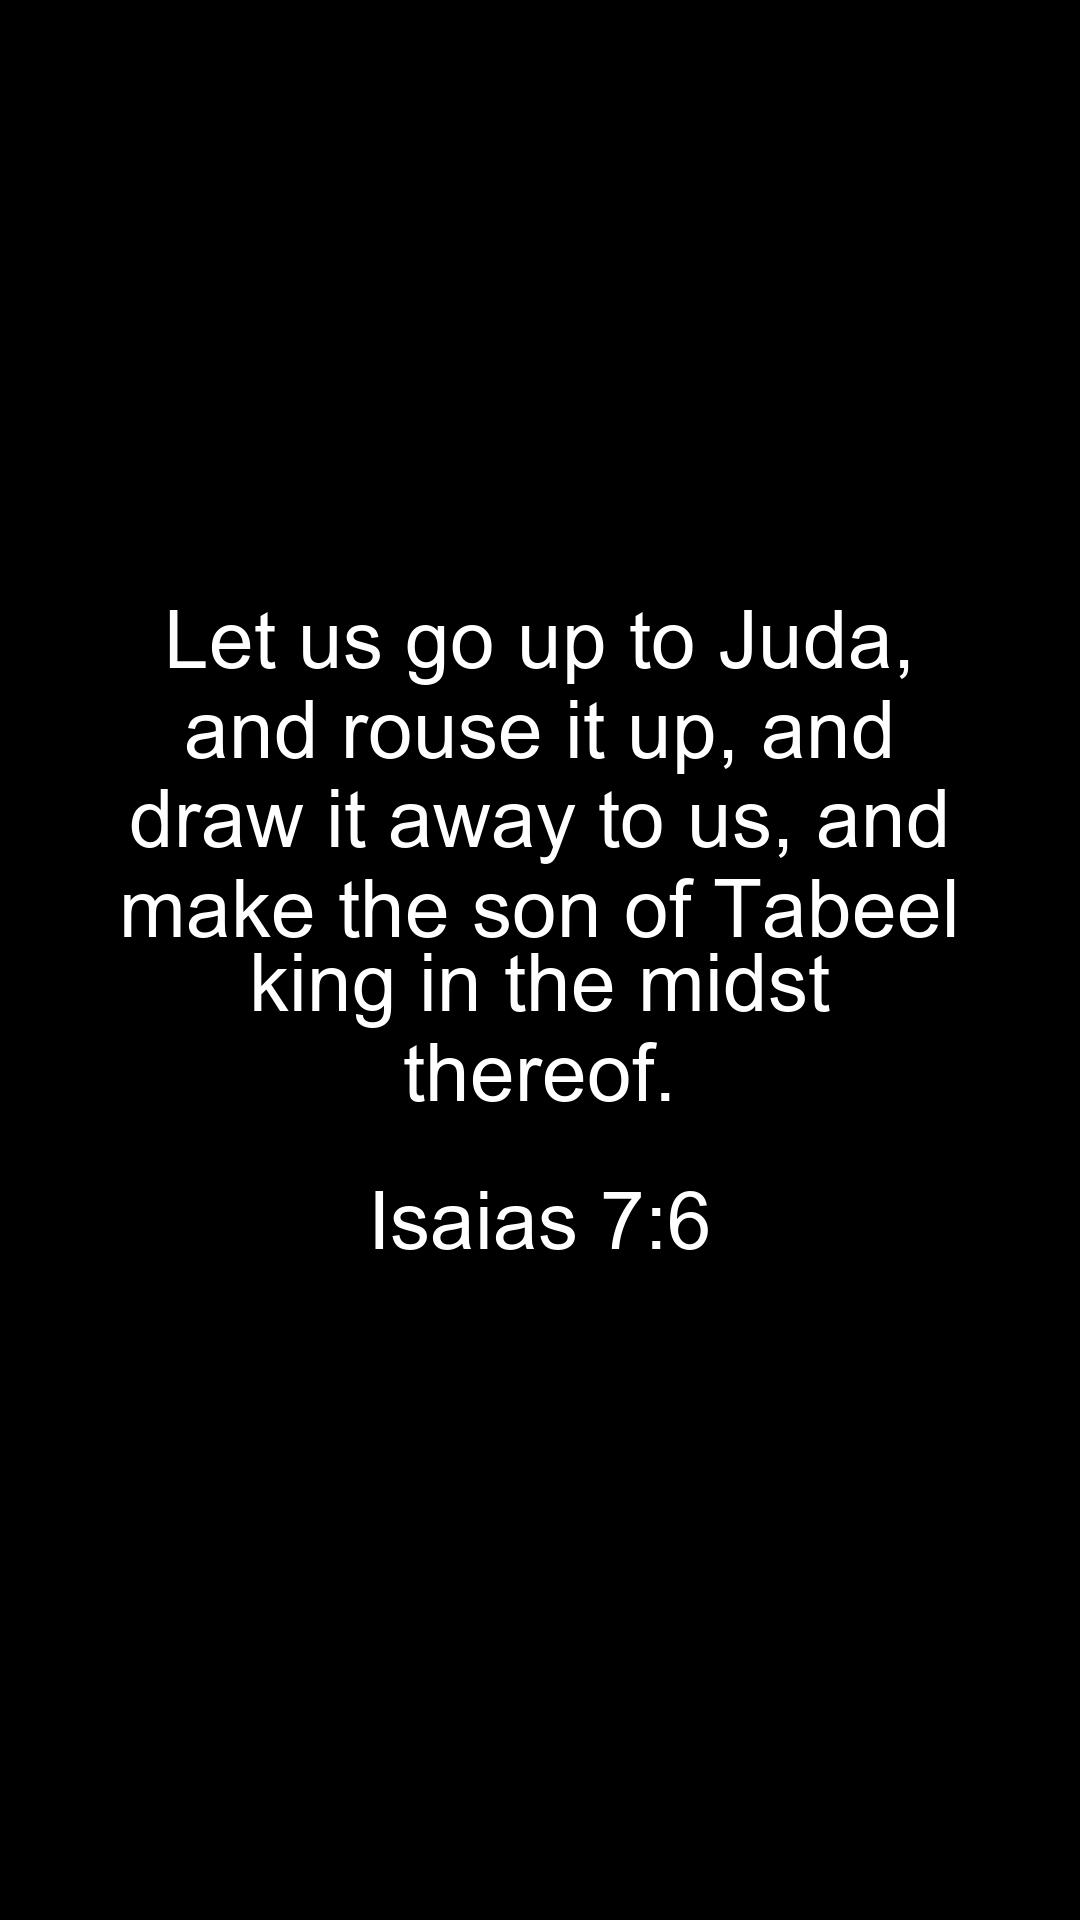 Let us go up to Juda,
and rouse it up, and
draw it away to us, and
make the son of Tabeel
king in the midst
thereof.
Isaias 7:6